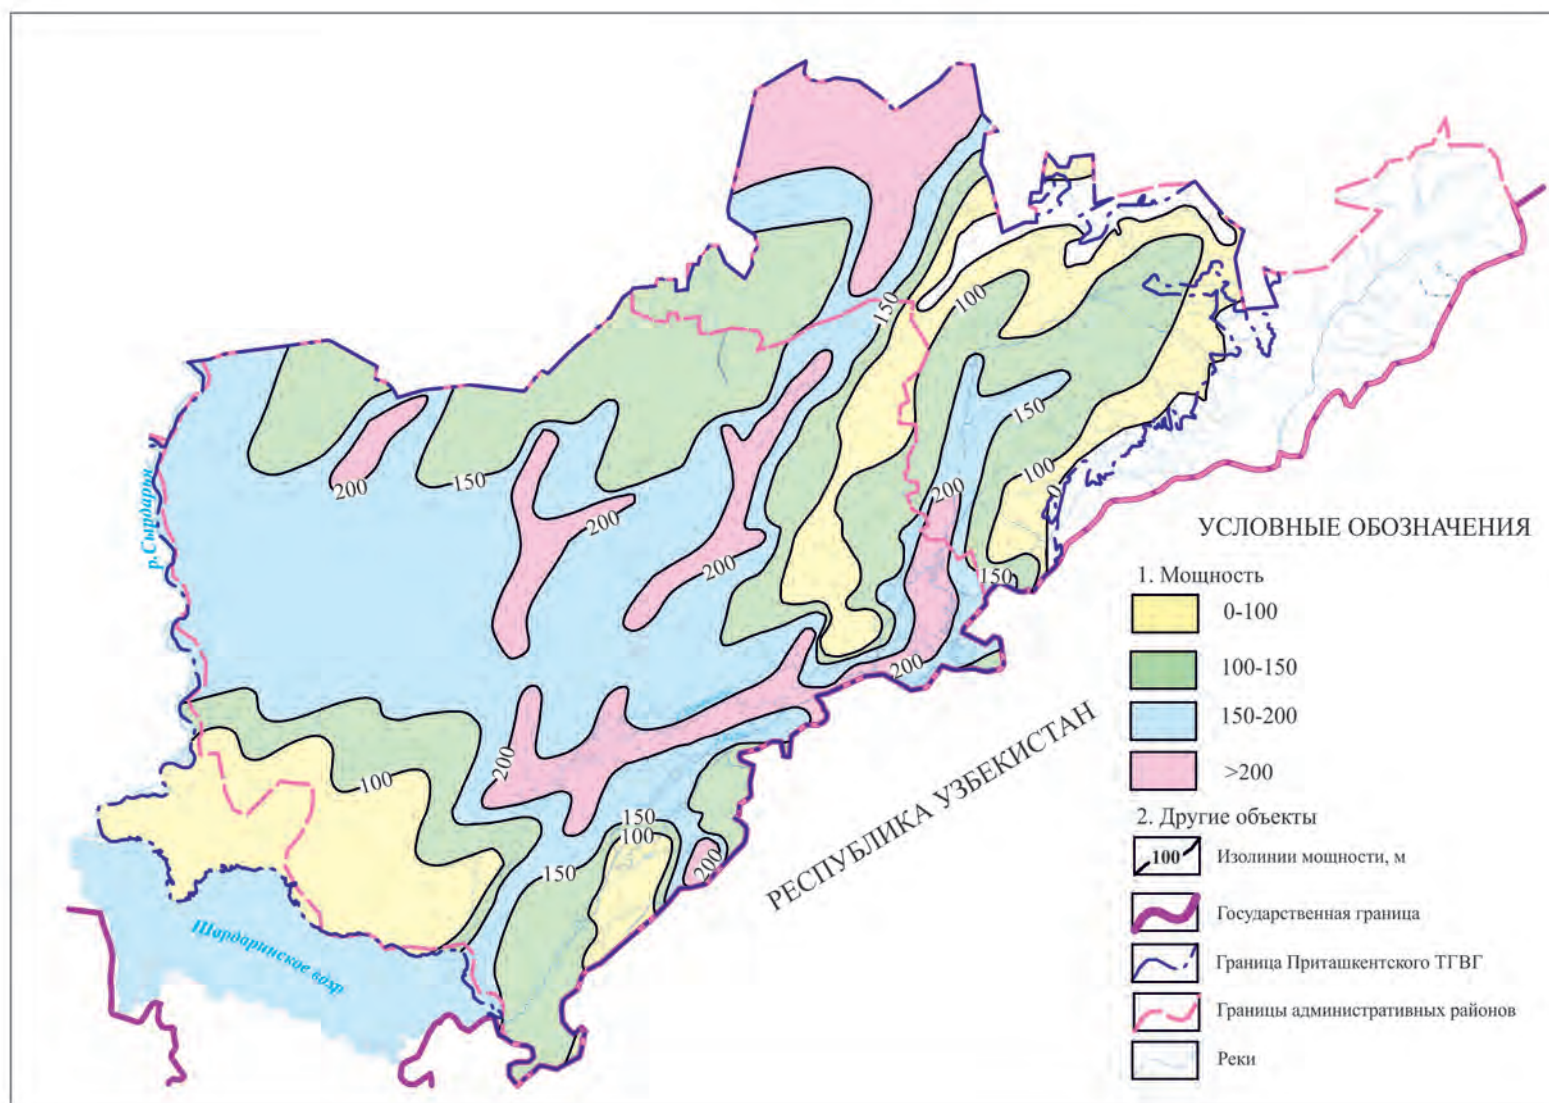 150
100
150
100
0
200
200
150
200
200
150
200
200
100
150
100
150
200
р.Сырдарын
Шардаринское вдхр
РЕСПУБЛИКА УЗБЕКИСТАН
УСЛОВНЫЕ ОБОЗНАЧЕНИЯ
1. Мощность
0-100
100-150
150-200
>200
2. Другие объекты
100 Изолинии мощности, м
Государственная граница
Граница Приташкентского ТГВГ
Границы административных районов
Реки